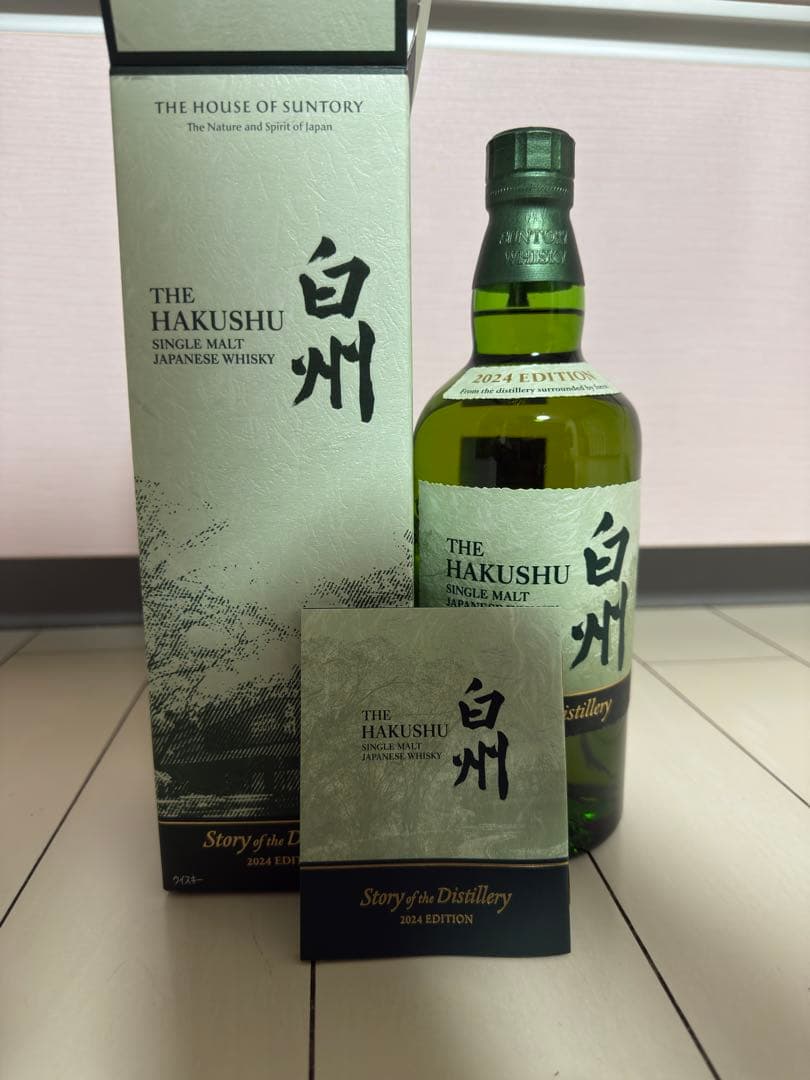 THE HOUSE OF SUNTORY
The Nature and Spirit of Japan
THE
HAKUSHU
SINGLE MALT
JAPANESE WHISKY
白州
Story of the
2024
ウイスキー
SUNTORY
WHISKY
2024 EDITION
From the distillery surrounded by
THE
HAKUSHU
SINGLE MALT
JAPANESE
白州
THE
HAKUSHU
SINGLE MALT
JAPANESE WHISKY
白州
Story of the Distillery
2024 EDITION